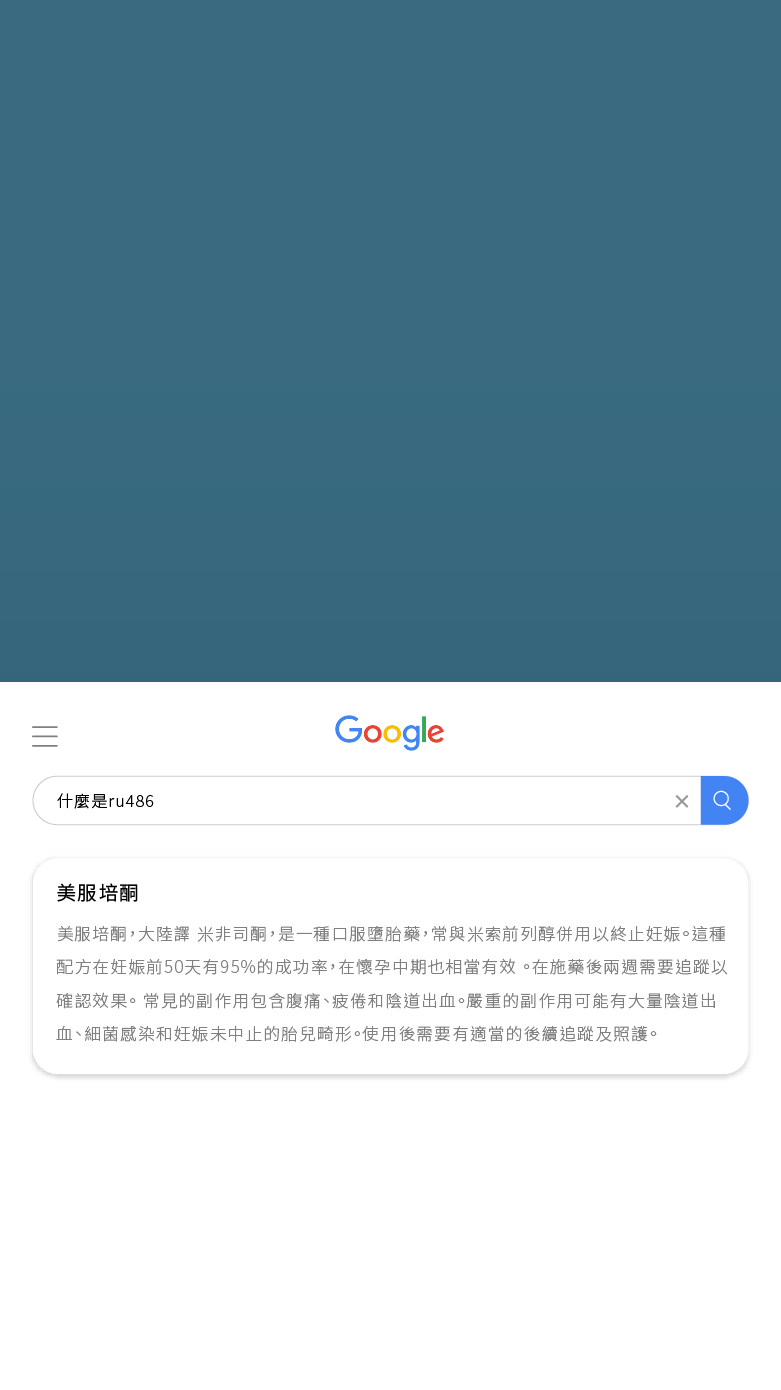 Google
什麼是ru486
美服培酮
美服培酮，大陸譯 米非司酮，是一種口服墮胎藥，常與米索前列醇併用以終止妊娠。這種
配方在妊娠前50天有95%的成功率，在懷孕中期也相當有效 。在施藥後兩週需要追蹤以
確認效果。 常見的副作用包含腹痛、疲倦和陰道出血。嚴重的副作用可能有大量陰道出
血、細菌感染和妊娠未中止的胎兒畸形。使用後需要有適當的後續追蹤及照護。